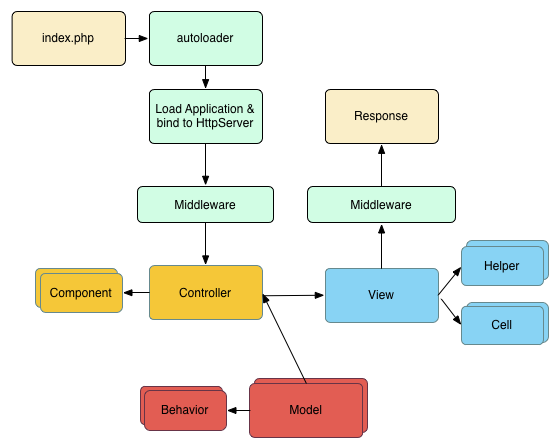 index.php
autoloader
Load Application &
bind to HttpServer
Response
Middleware
Middleware
Component
Controller
View
Helper
Cell
Behavior
Model